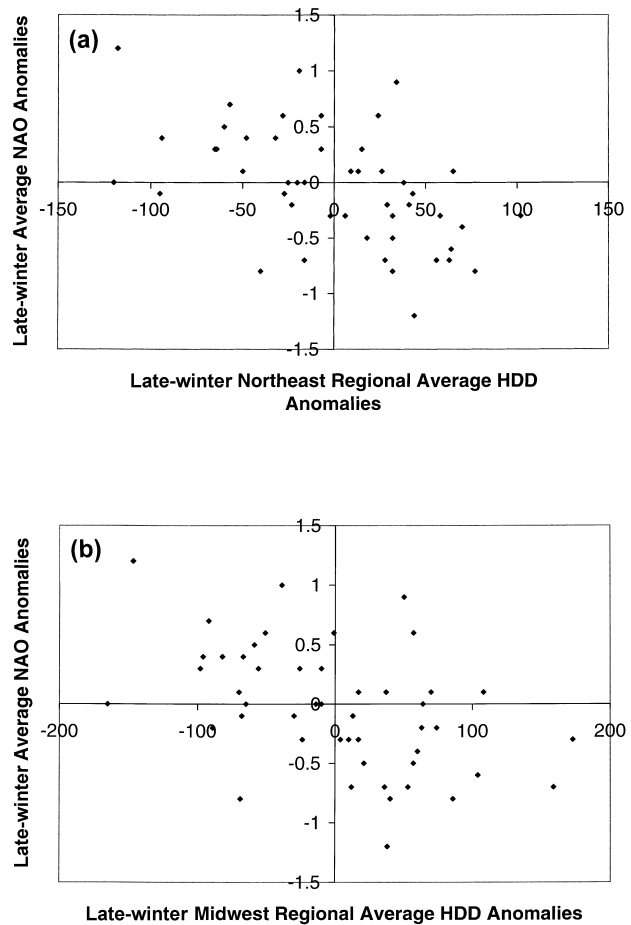 (a)
Late-winter Average NAO Anomalies
1.5
1
0.5
0
-150 -100 -50 0 50 100 150
-0.5
-1
-1.5
Late-winter Northeast Regional Average HDD
Anomalies
(b)
Late-winter Average NAO Anomalies
1.5
1
0.5
0
-200 -100 0 100 200
-0.5
-1
-1.5
Late-winter Midwest Regional Average HDD Anomalies